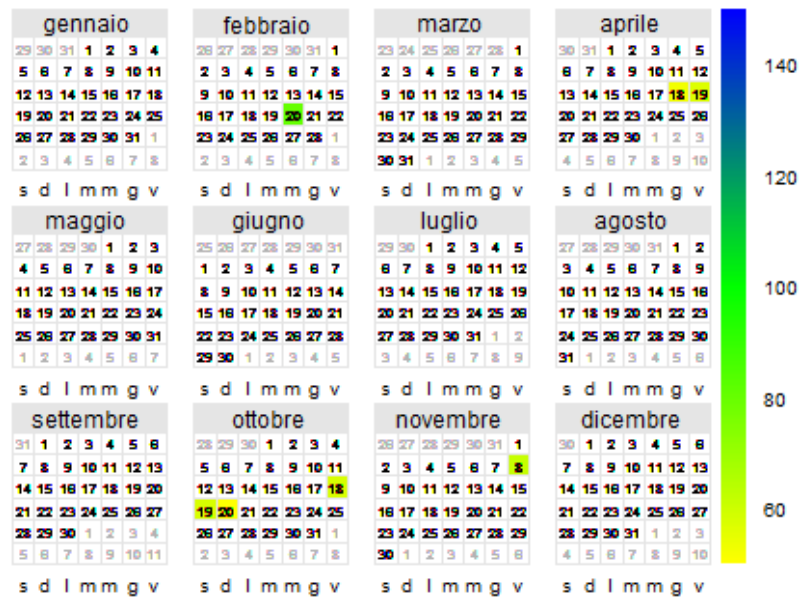 gennaio
29 30 31 1 2 3 4
5 6 7 8 9 10 11
12 13 14 15 16 17 18
19 20 21 22 23 24 25
26 27 28 29 30 31 1
2 3 4 5 6 7 8
s d l m m g v
febbraio
26 27 28 29 30 31 1
2 3 4 5 6 7 8
9 10 11 12 13 14 15
16 17 18 19 20 21 22
23 24 25 26 27 28 1
2 3 4 5 6 7 8
s d l m m g v
marzo
23 24 25 26 27 28 1
2 3 4 5 6 7 8
9 10 11 12 13 14 15
16 17 18 19 20 21 22
23 24 25 26 27 28 29
30 31 1 2 3 4 5
s d l m m g v
aprile
30 31 1 2 3 4 5
6 7 8 9 10 11 12
13 14 15 16 17 18 19
20 21 22 23 24 25 26
27 28 29 30 1 2 3
4 5 6 7 8 9 10
s d l m m g v
maggio
27 28 29 30 1 2 3
4 5 6 7 8 9 10
11 12 13 14 15 16 17
18 19 20 21 22 23 24
25 26 27 28 29 30 31
1 2 3 4 5 6 7
s d l m m g v
giugno
25 26 27 28 29 30 31
1 2 3 4 5 6 7
8 9 10 11 12 13 14
15 16 17 18 19 20 21
22 23 24 25 26 27 28
29 30 1 2 3 4 5
s d l m m g v
luglio
29 30 1 2 3 4 5
6 7 8 9 10 11 12
13 14 15 16 17 18 19
20 21 22 23 24 25 26
27 28 29 30 31 1 2
3 4 5 6 7 8 9
s d l m m g v
agosto
27 28 29 30 31 1 2
3 4 5 6 7 8 9
10 11 12 13 14 15 16
17 18 19 20 21 22 23
24 25 26 27 28 29 30
31 1 2 3 4 5 6
s d l m m g v
settembre
31 1 2 3 4 5 6
7 8 9 10 11 12 13
14 15 16 17 18 19 20
21 22 23 24 25 26 27
28 29 30 1 2 3 4
5 6 7 8 9 10 11
s d l m m g v
ottobre
28 29 30 1 2 3 4
5 6 7 8 9 10 11
12 13 14 15 16 17 18
19 20 21 22 23 24 25
26 27 28 29 30 31 1
2 3 4 5 6 7 8
s d l m m g v
novembre
26 27 28 29 30 31 1
2 3 4 5 6 7 8
9 10 11 12 13 14 15
16 17 18 19 20 21 22
23 24 25 26 27 28 29
30 1 2 3 4 5 6
s d l m m g v
dicembre
30 1 2 3 4 5 6
7 8 9 10 11 12 13
14 15 16 17 18 19 20
21 22 23 24 25 26 27
28 29 30 31 1 2 3
4 5 6 7 8 9 10
s d l m m g v
140
120
100
80
60